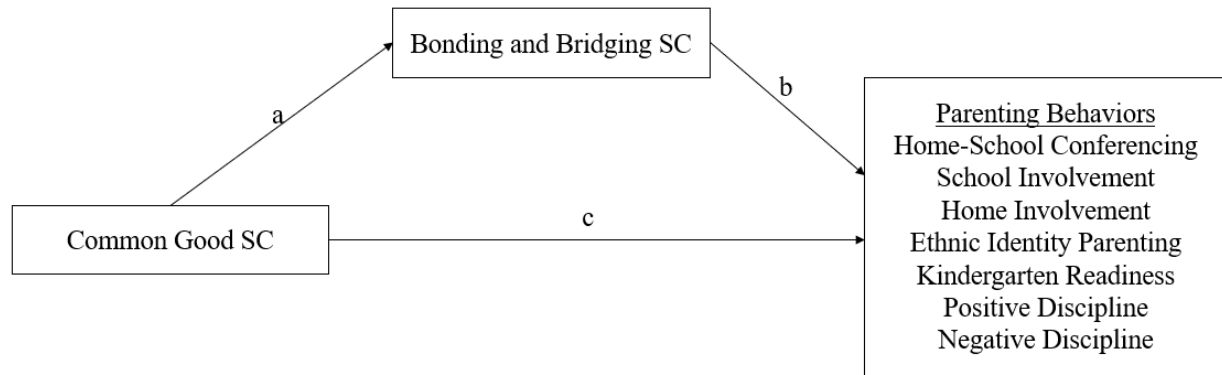 Bonding and Bridging SC
a
b
Common Good SC
c
Parenting Behaviors
Home-School Conferencing
School Involvement
Home Involvement
Ethnic Identity Parenting
Kindergarten Readiness
Positive Discipline
Negative Discipline